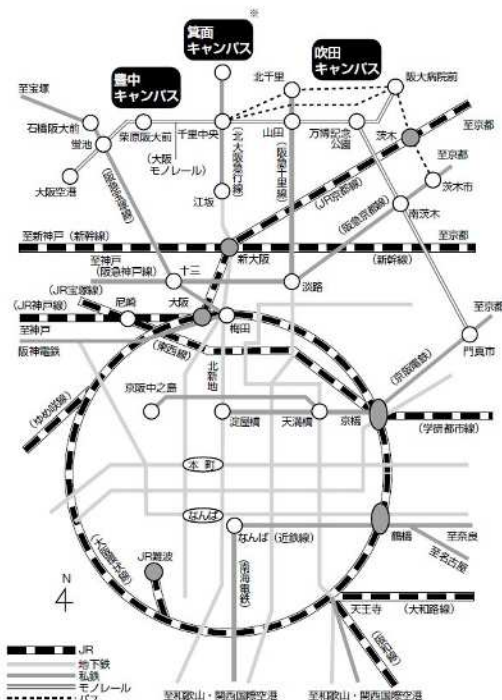 ※
箕面
キャンパス
吹田
キャンパス
豊中
キャンパス
北千里
阪大病院前
至宝塚
石橋阪大前
柴原阪大前
千里中央
山田
万博記念
公園
茨木
至京都
蛍池
(大阪
モノレール)
(北大阪急行線)
(阪急千里線)
至京都
大阪空港
江坂
(JR京都線)
茨木市
(阪急京都線)
南茨木
至新神戸(新幹線)
新大阪
至京都
(新幹線)
至神戸
(阪急神戸線)
十三
淡路
(JR宝塚線)
尼崎
大阪
(JR神戸線)
梅田
至神戸
阪神電鉄
(東西線)
北新地
門真市
(京阪電鉄)
(ゆめ咲線)
京阪中之島
淀屋橋
天満橋
京橋
(学研都市線)
本町
なんば
なんば(近鉄線)
鶴橋
至奈良
至名古屋
JR難波
(大阪環状線)
(南海電鉄)
N
天王寺
(大和路線)
(阪和線)
JR
地下鉄
私鉄
モノレール
バス
至和歌山・関西国際空港
至和歌山・関西国際空港